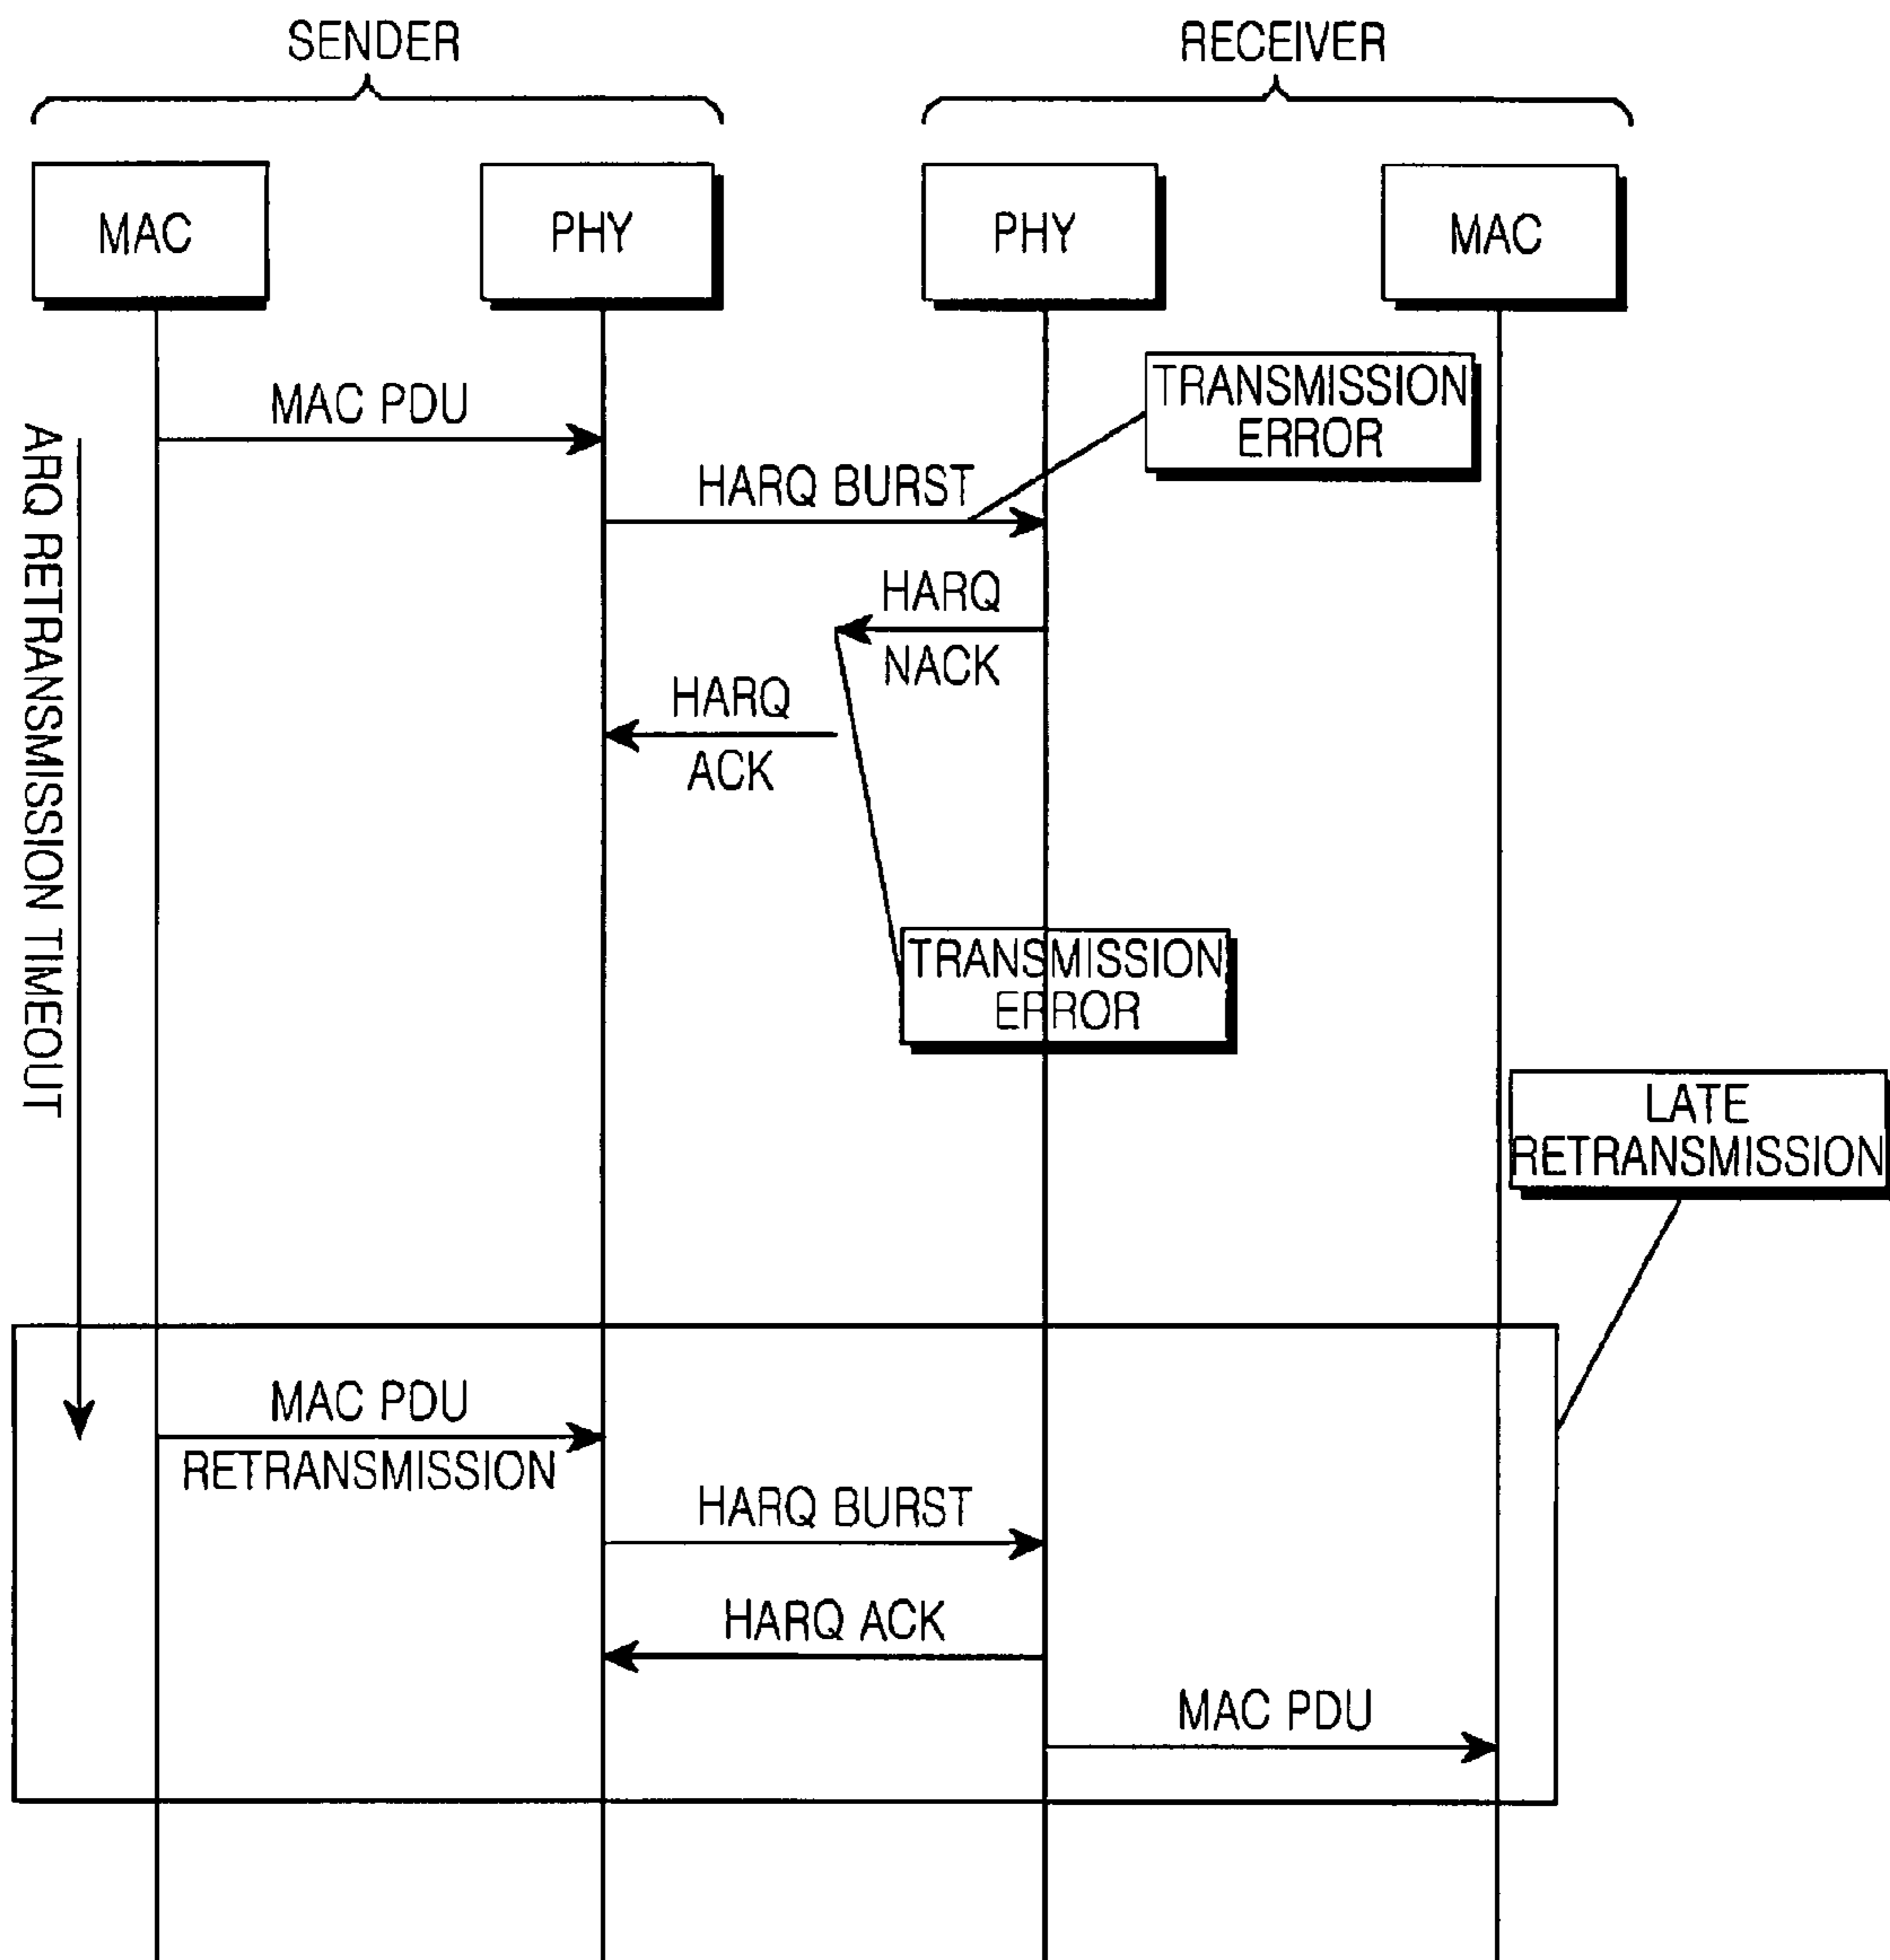 SENDER
RECEIVER
MAC
PHY
PHY
MAC
TRANSMISSION
ERROR
MAC PDU
HARQ BURST
ARQ RETRANSMISSION TIMEOUT
HARQ
NACK
HARQ
ACK
TRANSMISSION
ERROR
LATE
RETRANSMISSION
MAC PDU
RETRANSMISSION
HARQ BURST
HARQ ACK
MAC PDU